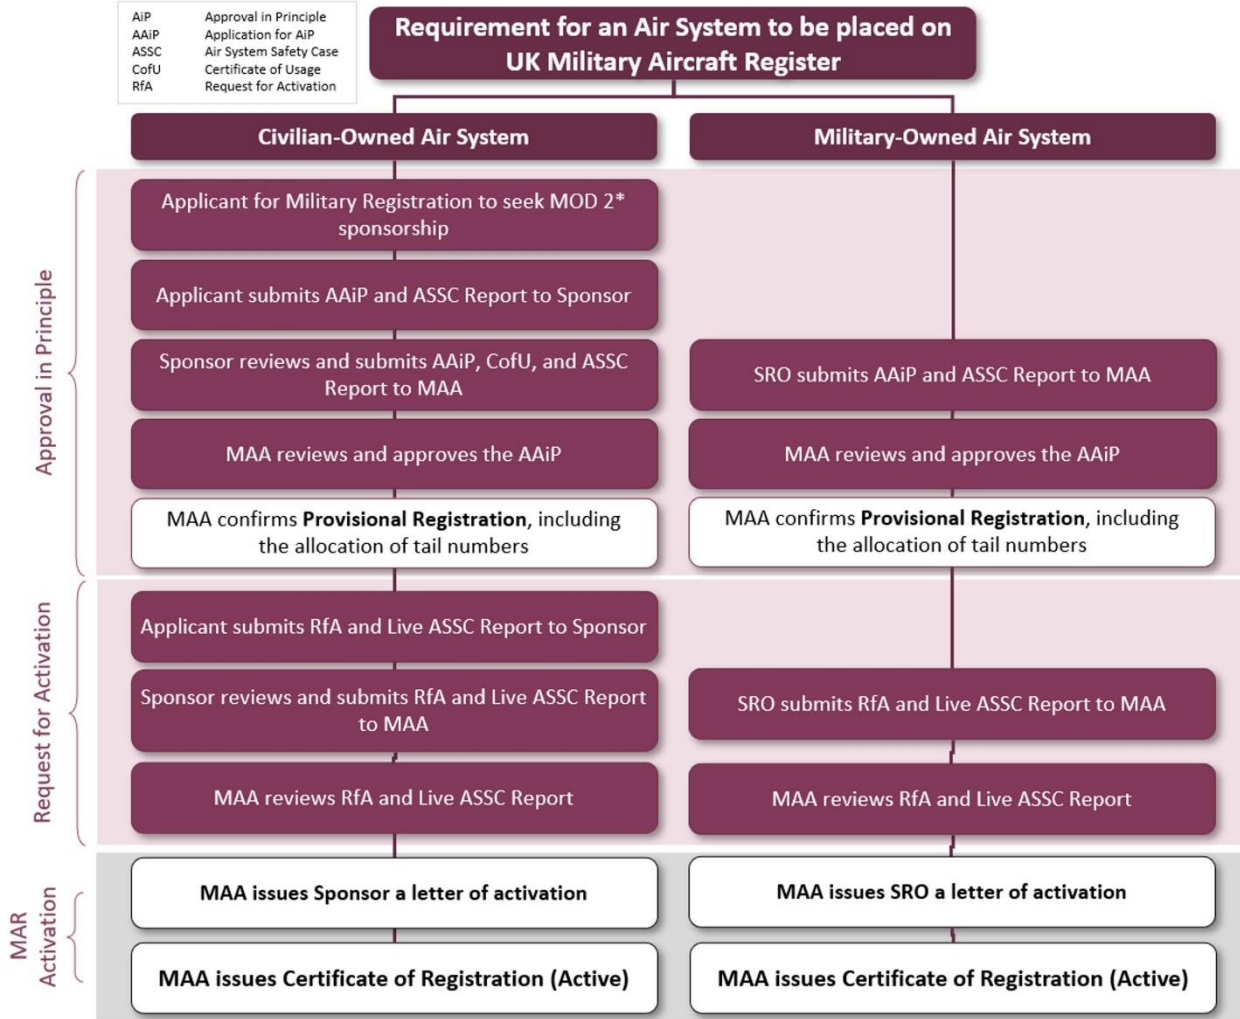 AiP Approval in Principle
AAiP Application for AiP
ASSC Air System Safety Case
CofU Certificate of Usage
RfA Request for Activation
Requirement for an Air System to be placed on
UK Military Aircraft Register
Civilian-Owned Air System
Military-Owned Air System
Approval in Principle
Applicant for Military Registration to seek MOD 2*
sponsorship
Applicant submits AAiP and ASSC Report to Sponsor
Sponsor reviews and submits AAiP, CofU, and ASSC
Report to MAA
SRO submits AAiP and ASSC Report to MAA
MAA reviews and approves the AAiP
MAA reviews and approves the AAiP
MAA confirms Provisional Registration, including
the allocation of tail numbers
MAA confirms Provisional Registration, including
the allocation of tail numbers
Request for Activation
Applicant submits RfA and Live ASSC Report to Sponsor
Sponsor reviews and submits RfA and Live ASSC Report
to MAA
SRO submits RfA and Live ASSC Report to MAA
MAA reviews RfA and Live ASSC Report
MAA reviews RfA and Live ASSC Report
MAR
Activation
MAA issues Sponsor a letter of activation
MAA issues SRO a letter of activation
MAA issues Certificate of Registration (Active)
MAA issues Certificate of Registration (Active)